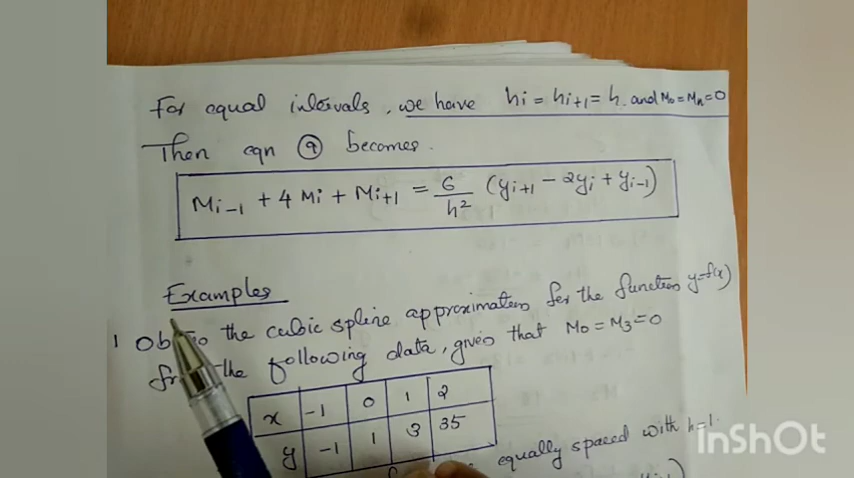 For equal intervals, we have hi = hi+1 = h. and M0 = Mn = 0
Then eqn ⑨ becomes.
Mi-1 + 4 Mi + Mi+1 = 6/h² (yi+1 - 2yi + yi-1)
Examples
1 the cubic spline approximation for the function y=f(x)
the following data, given that M0 = M3 = 0
x -1 0 1 2
y -1 1 3 35
equally spaced with h=1.
InShOt